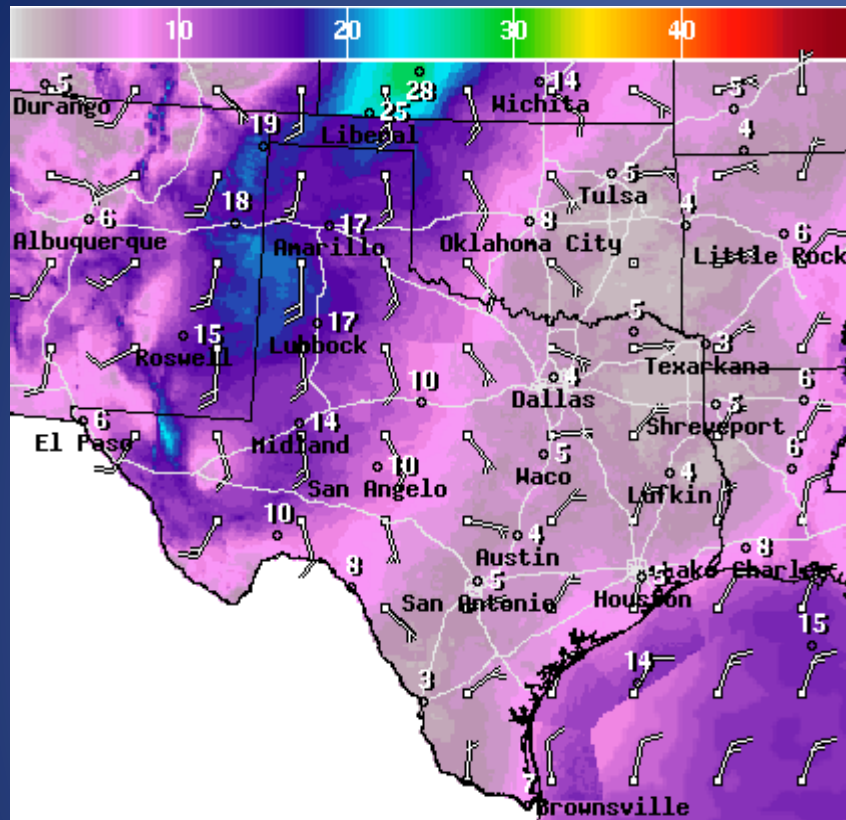 10 20 30 40
28
5
14
5
Durango
Wichita
25
Liberal
19
4
5
Tulsa
18
17
8
4
6
6
Albuquerque
Amarillo
Oklahoma City
Little Rock
15
17
5
3
Roswell
Lubbock
Texarkana
4
10
Dallas
6
5
6
14
Shreveport
El Paso
Midland
5
10
4
6
San Angelo
Waco
Lufkin
10
4
8
Austin
Lake Charles
8
5
5
San Antonio
Houston
15
14
3
7
Brownsville